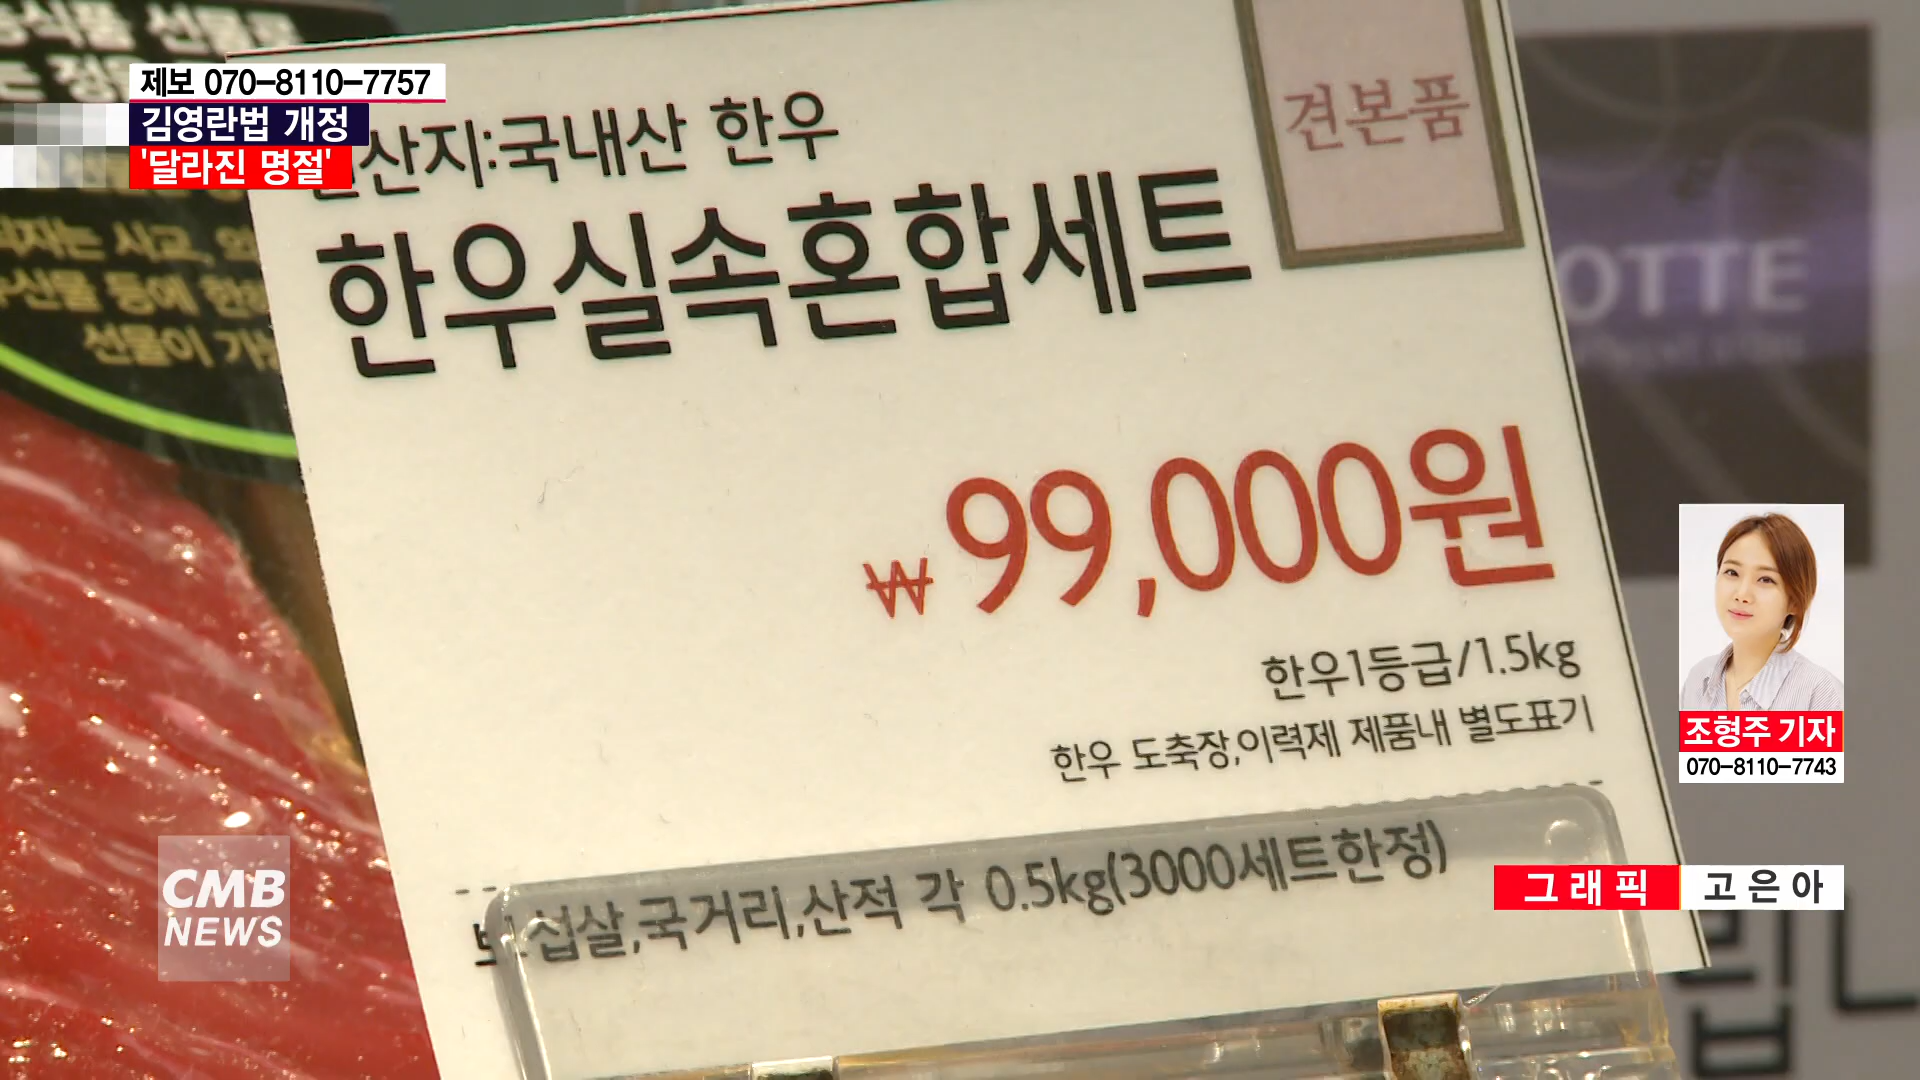 제보 070-8110-7757
김영란법 개정
'달라진 명절'
선물이
산지:국내산 한우
견본품
한우실속혼합세트
OTTE
₩99,000원
한우1등급/1.5kg
한우 도축장,이력제 제품내 별도표기
섭살,국거리,산적 각 0.5kg(3000세트한정)
조형주 기자
070-8110-7743
그래픽 고은아
CMB
NEWS